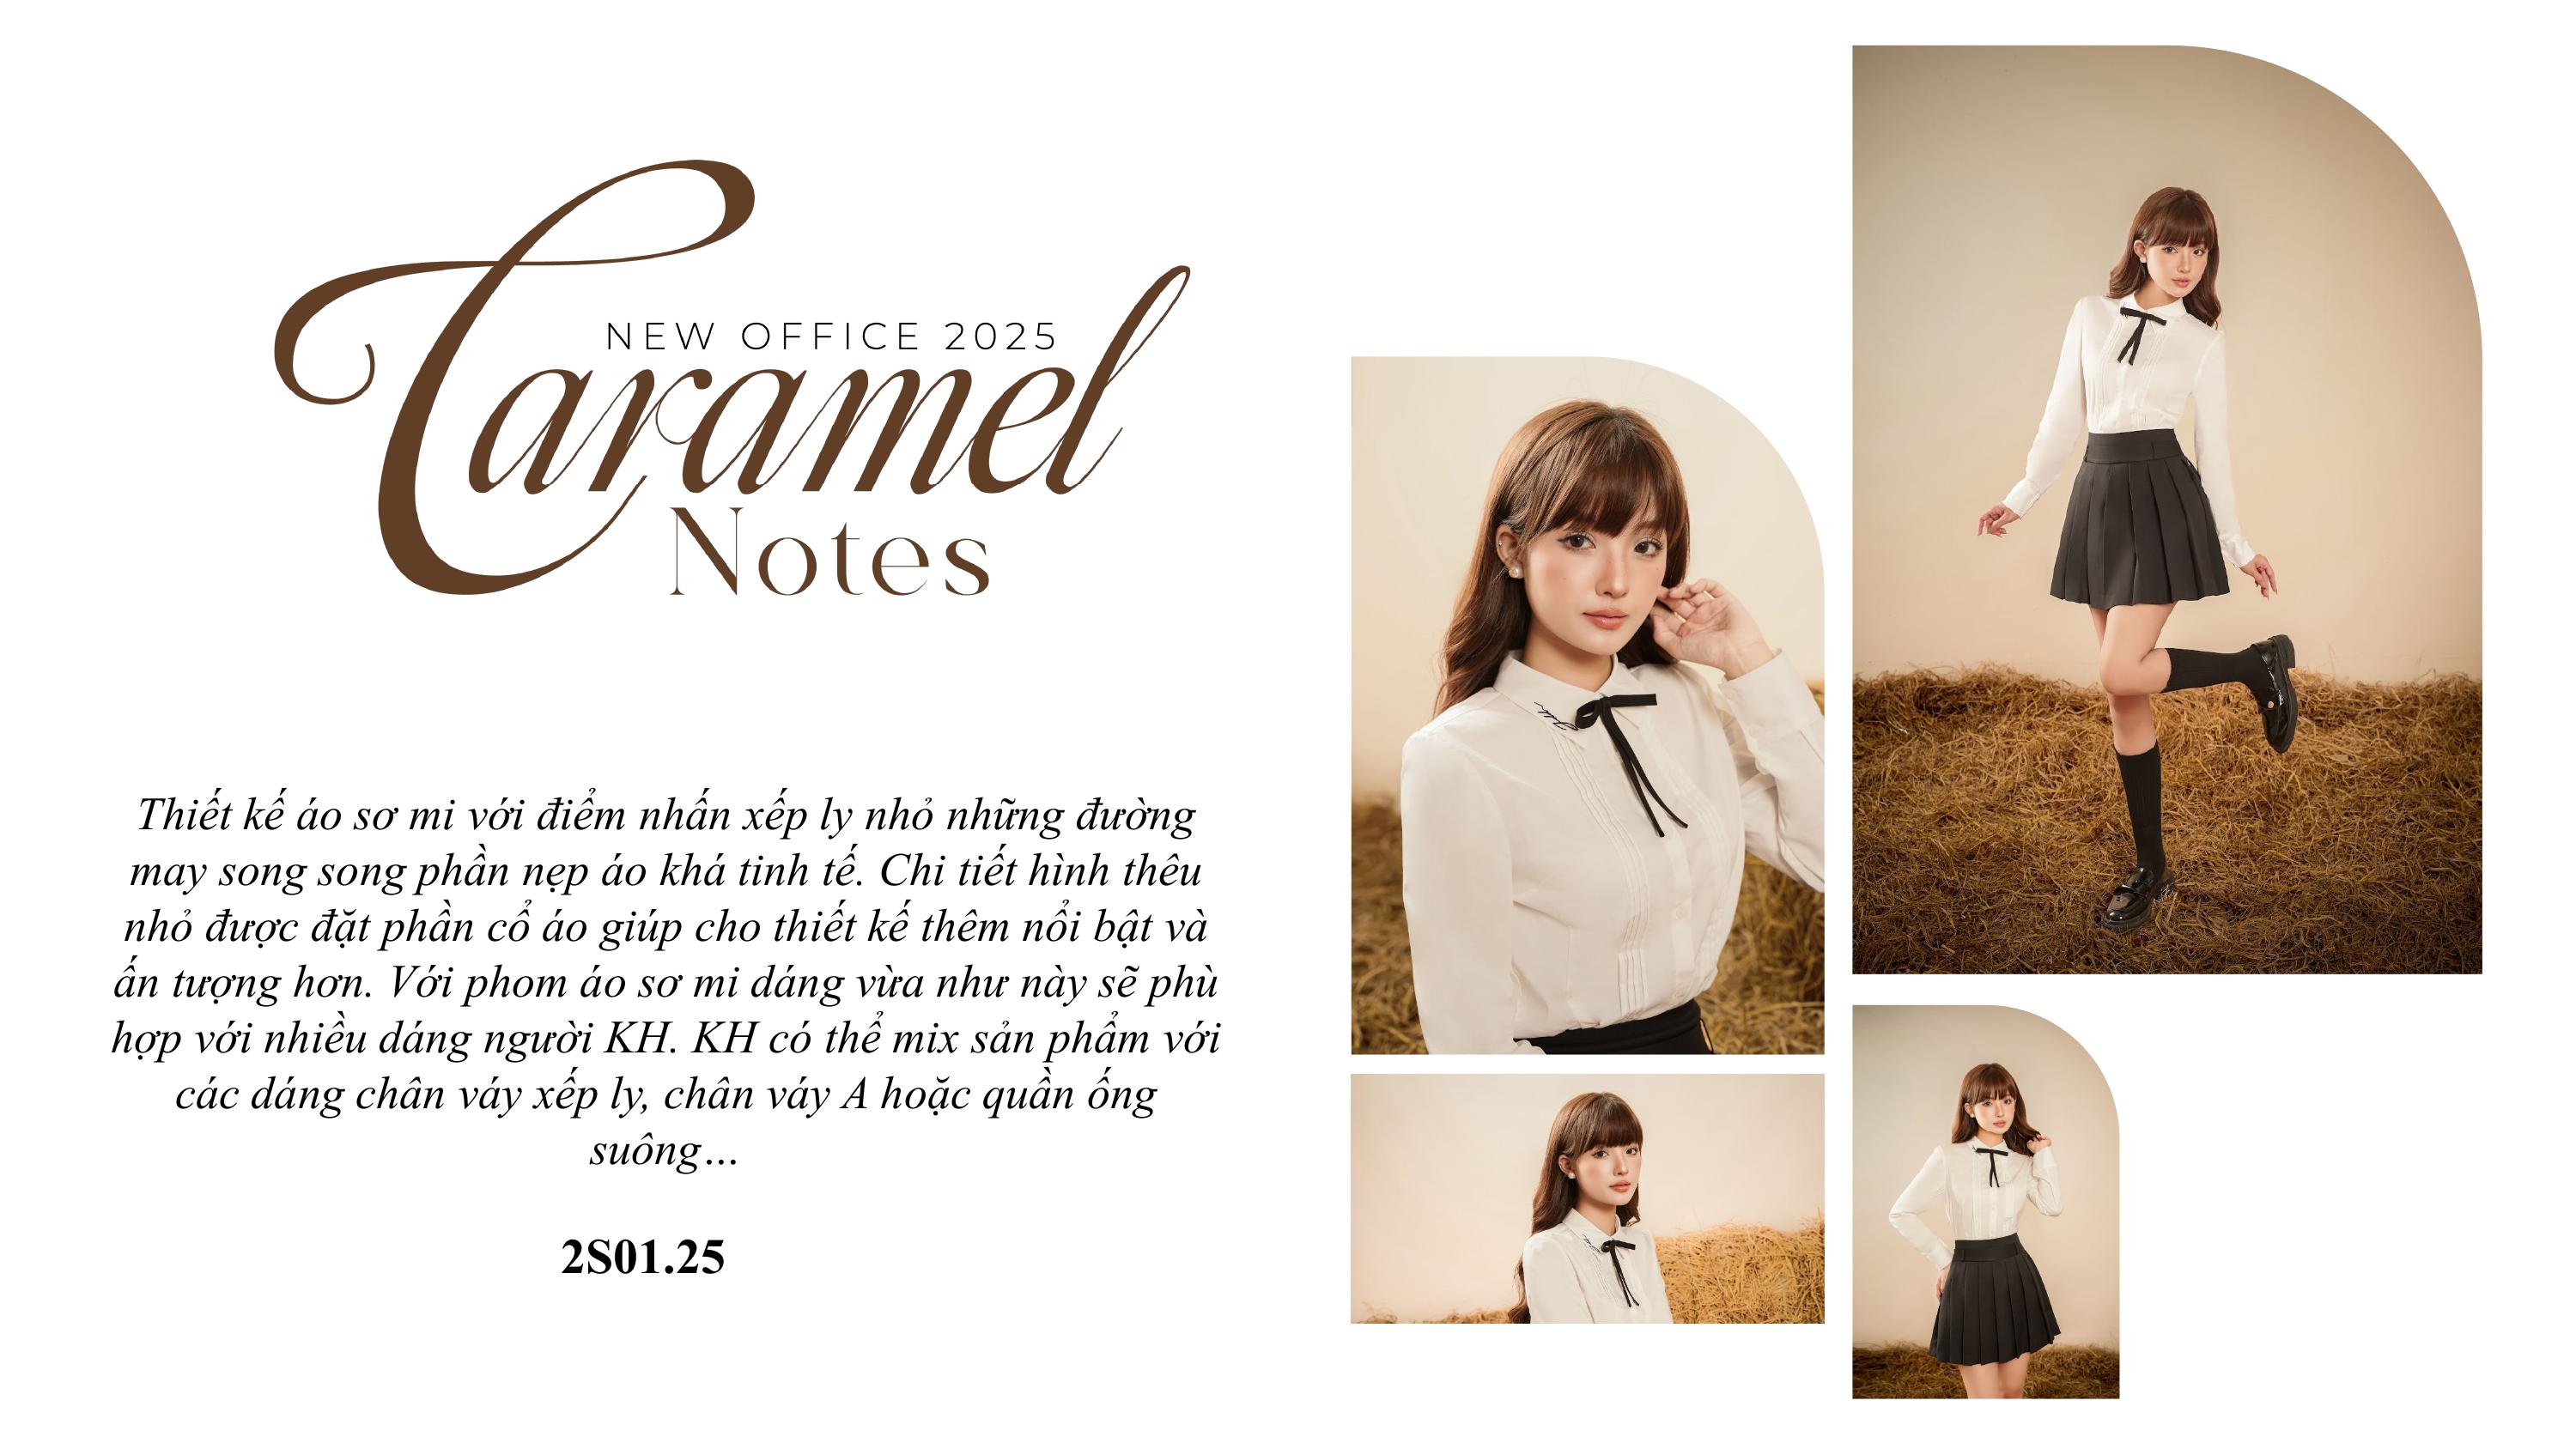 NEW OFFICE 2025
Caramel
Notes
Thiết kế áo sơ mi với điểm nhấn xếp ly nhỏ những đường
may song song phần nẹp áo khá tinh tế. Chi tiết hình thêu
nhỏ được đặt phần cổ áo giúp cho thiết kế thêm nổi bật và
ấn tượng hơn. Với phom áo sơ mi dáng vừa như này sẽ phù
hợp với nhiều dáng người KH. KH có thể mix sản phẩm với
các dáng chân váy xếp ly, chân váy A hoặc quần ống
suông...
2S01.25